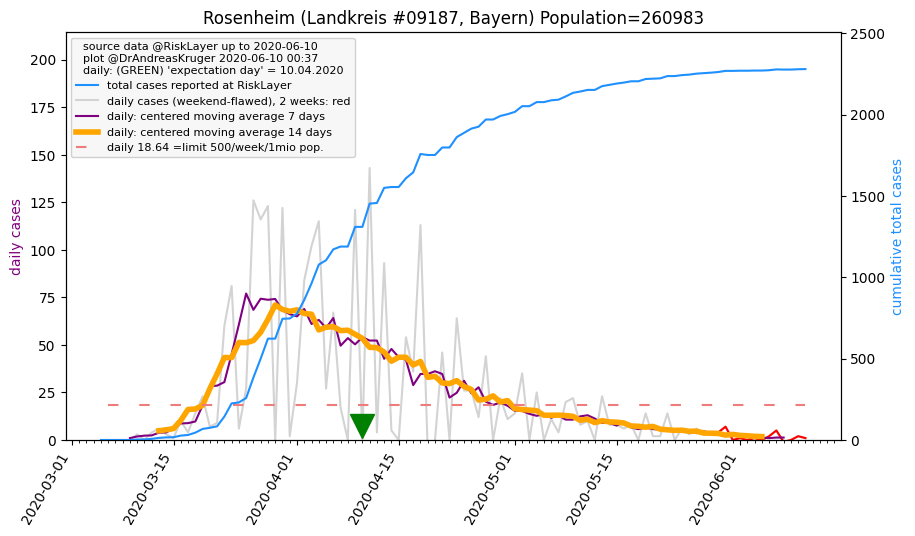 Rosenheim (Landkreis #09187, Bayern) Population=260983
source data @RiskLayer up to 2020-06-10
plot @DrAndreasKruger 2020-06-10 00:37
daily: (GREEN) 'expectation day' = 10.04.2020
total cases reported at RiskLayer
daily cases (weekend-flawed), 2 weeks: red
daily: centered moving average 7 days
daily: centered moving average 14 days
daily 18.64 =limit 500/week/1mio pop.
daily cases
200
175
150
125
100
75
50
25
0
cumulative total cases
2500
2000
1500
1000
500
0
2020-03-01
2020-03-15
2020-04-01
2020-04-15
2020-05-01
2020-05-15
2020-06-01